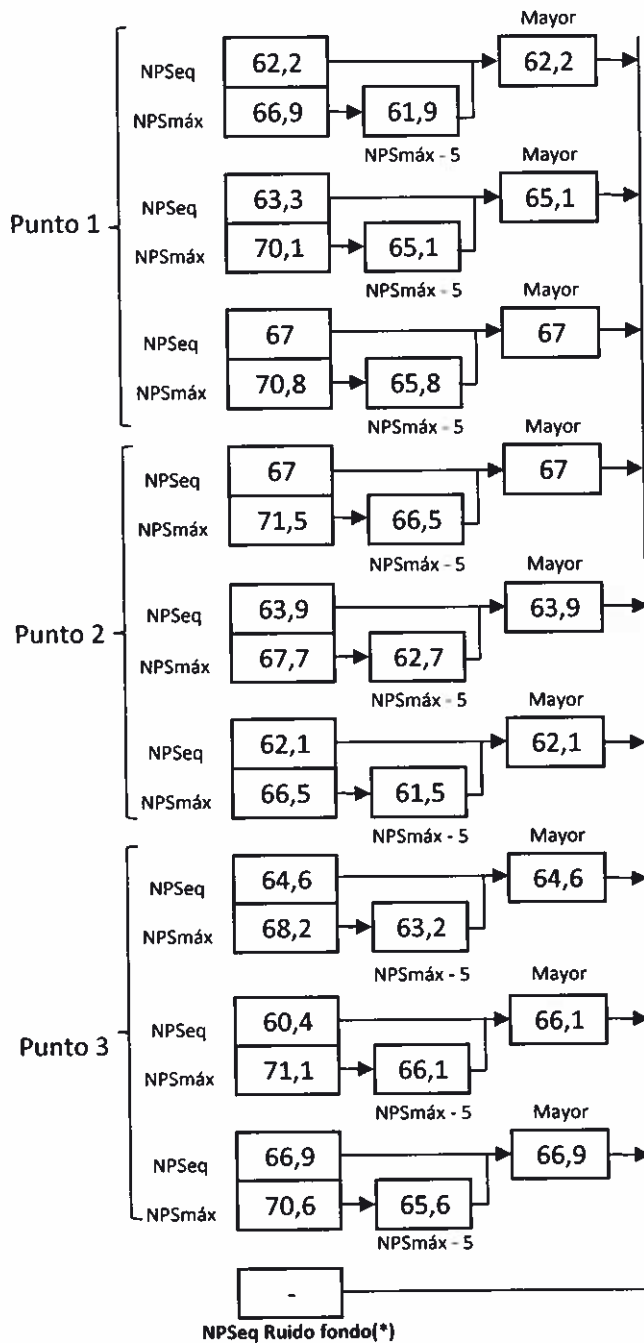 Mayor
NPSeq 62,2 62,2
NPSmáx 66,9 61,9
NPSmáx - 5
Mayor
Punto 1 NPSeq 63,3 65,1
NPSmáx 70,1 65,1
NPSmáx - 5
Mayor
NPSeq 67 67
NPSmáx 70,8 65,8
NPSmáx - 5
Mayor
NPSeq 67 67
NPSmáx 71,5 66,5
NPSmáx - 5
Mayor
Punto 2 NPSeq 63,9 63,9
NPSmáx 67,7 62,7
NPSmáx - 5
Mayor
NPSeq 62,1 62,1
NPSmáx 66,5 61,5
NPSmáx - 5
Mayor
NPSeq 64,6 64,6
NPSmáx 68,2 63,2
NPSmáx - 5
Mayor
Punto 3 NPSeq 60,4 66,1
NPSmáx 71,1 66,1
NPSmáx - 5
Mayor
NPSeq 66,9 66,9
NPSmáx 70,6 65,6
NPSmáx - 5
-
NPSeq Ruido fondo(*)